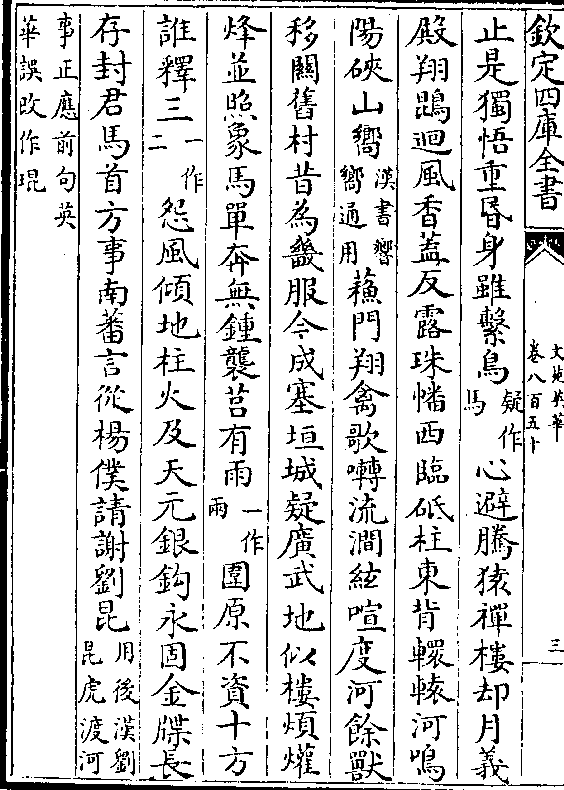 欽定四庫全書
文苑英華
卷八百五十
三
止是獨悟重昬身雖繫鳥疑作馬心避騰猿禪樓却月義
殿翔鵾迴風香蓋反露珠幡西臨砥柱東背轘轅河鳴
陽硤山嚮漢書響嚮通用蘓門翔禽歌囀流澗絃喧度河餘獸
移關舊村昔為畿服今成塞垣城疑廣武地似樓煩爟
烽並照象馬單奔無鍾襲莒有雨一作兩圍原不資十方
誰釋三一作二怨風傾地柱火及天元銀鈎永固金牒長
存封君馬首方事南蕃言從楊僕請謝劉昆用後漢劉昆虎渡河
事正應前句英華誤改作琨